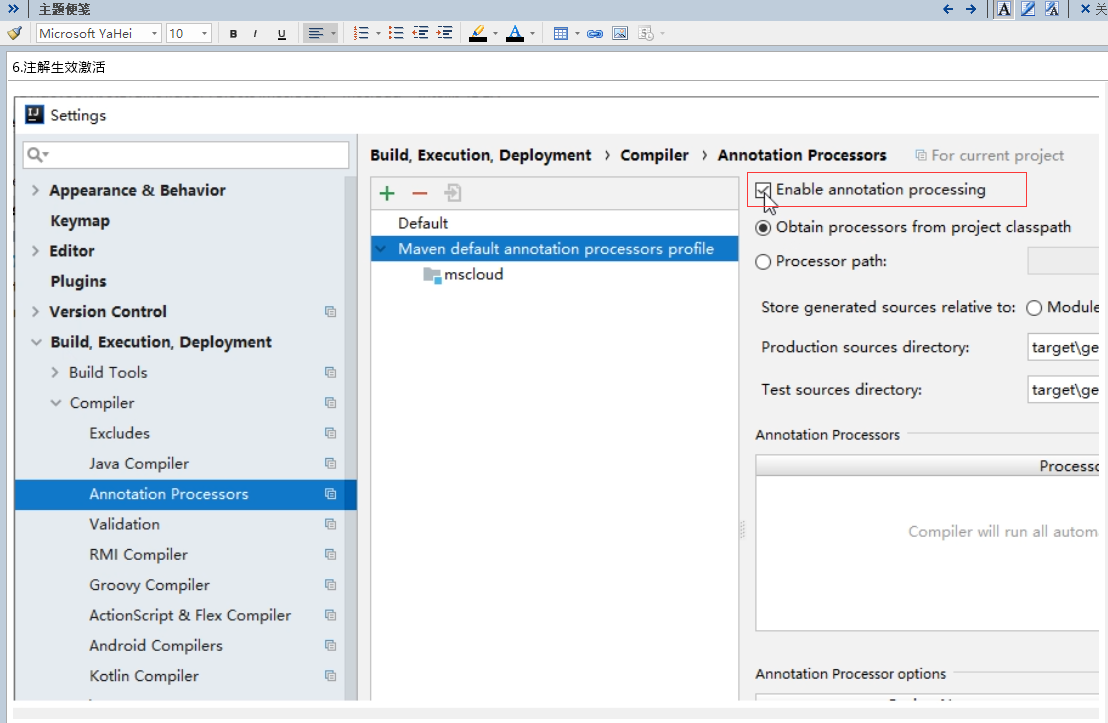 主题便笺
关
Microsoft YaHei
10
B I U A
6.注解生效激活
Settings
Build, Execution, Deployment › Compiler › Annotation Processors
For current project
Appearance & Behavior
Keymap
Editor
Plugins
Version Control
Build, Execution, Deployment
Build Tools
Compiler
Excludes
Java Compiler
Annotation Processors
Validation
RMI Compiler
Groovy Compiler
ActionScript & Flex Compiler
Android Compilers
Kotlin Compiler
Default
Maven default annotation processors profile
mscloud
Enable annotation processing
Obtain processors from project classpath
Processor path:
Store generated sources relative to: Module
Production sources directory: target\ge
Test sources directory: target\ge
Annotation Processors
Processo
Compiler will run all autom
Annotation Processor options